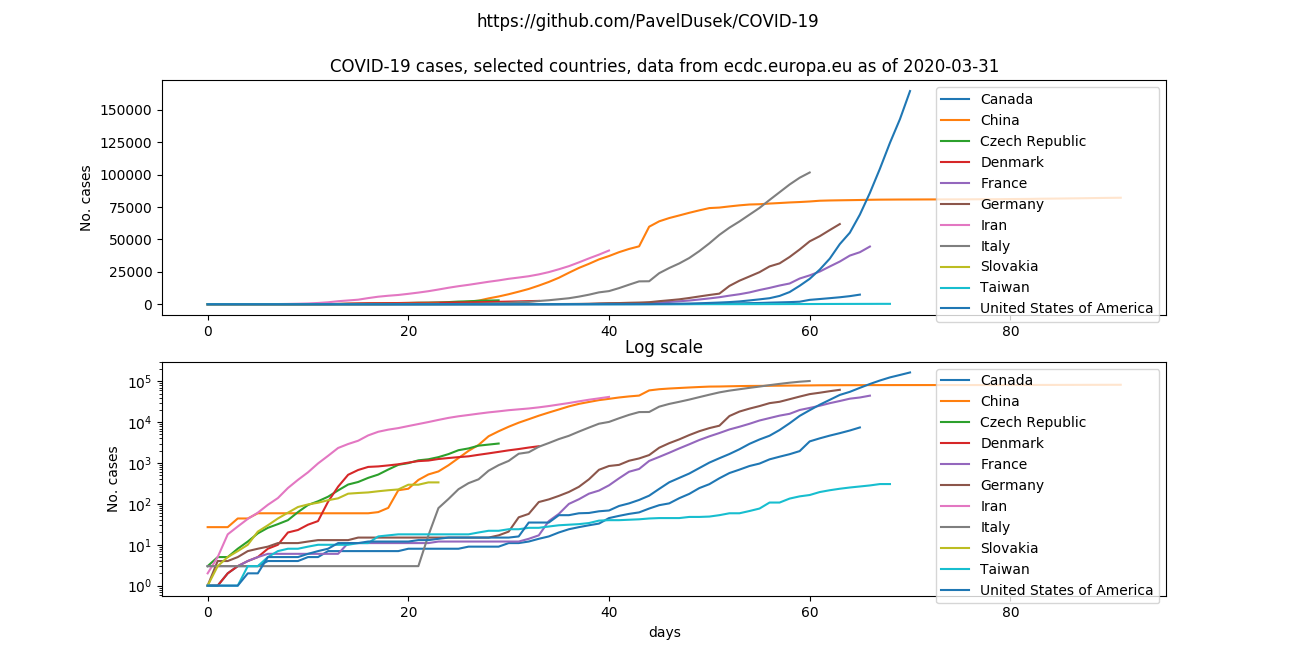 https://github.com/PavelDusek/COVID-19
COVID-19 cases, selected countries, data from ecdc.europa.eu as of 2020-03-31
No. cases
150000
125000
100000
75000
50000
25000
0
0 20 40 60 80
Canada
China
Czech Republic
Denmark
France
Germany
Iran
Italy
Slovakia
Taiwan
United States of America
Log scale
No. cases
10⁵
10⁴
10³
10²
10¹
10⁰
0 20 40 60 80
days
Canada
China
Czech Republic
Denmark
France
Germany
Iran
Italy
Slovakia
Taiwan
United States of America